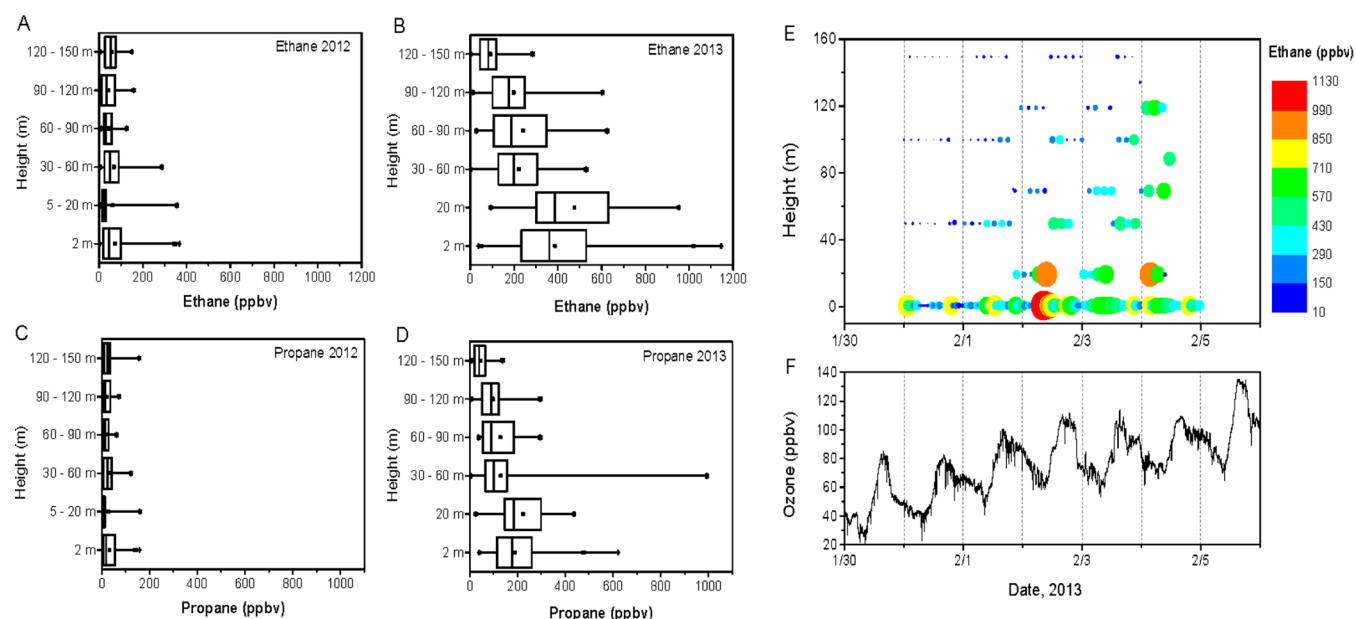 A
Ethane 2012
120 - 150 m
90 - 120 m
60 - 90 m
30 - 60 m
5 - 20 m
2 m
Height (m)
0 200 400 600 800 1000 1200
Ethane (ppbv)
B
Ethane 2013
120 - 150 m
90 - 120 m
60 - 90 m
30 - 60 m
20 m
2 m
Height (m)
0 200 400 600 800 1000 1200
Ethane (ppbv)
C
Propane 2012
120 - 150 m
90 - 120 m
60 - 90 m
30 - 60 m
5 - 20 m
2 m
Height (m)
0 200 400 600 800 1000
Propane (ppbv)
D
Propane 2013
120 - 150 m
90 - 120 m
60 - 90 m
30 - 60 m
20 m
2 m
Height (m)
0 200 400 600 800 1000
Propane (ppbv)
E
160
120
80
40
0
Height (m)
1/30 2/1 2/3 2/5
Ethane (ppbv)
1130
990
850
710
570
430
290
150
10
F
140
120
100
80
60
40
20
Ozone (ppbv)
1/30 2/1 2/3 2/5
Date, 2013